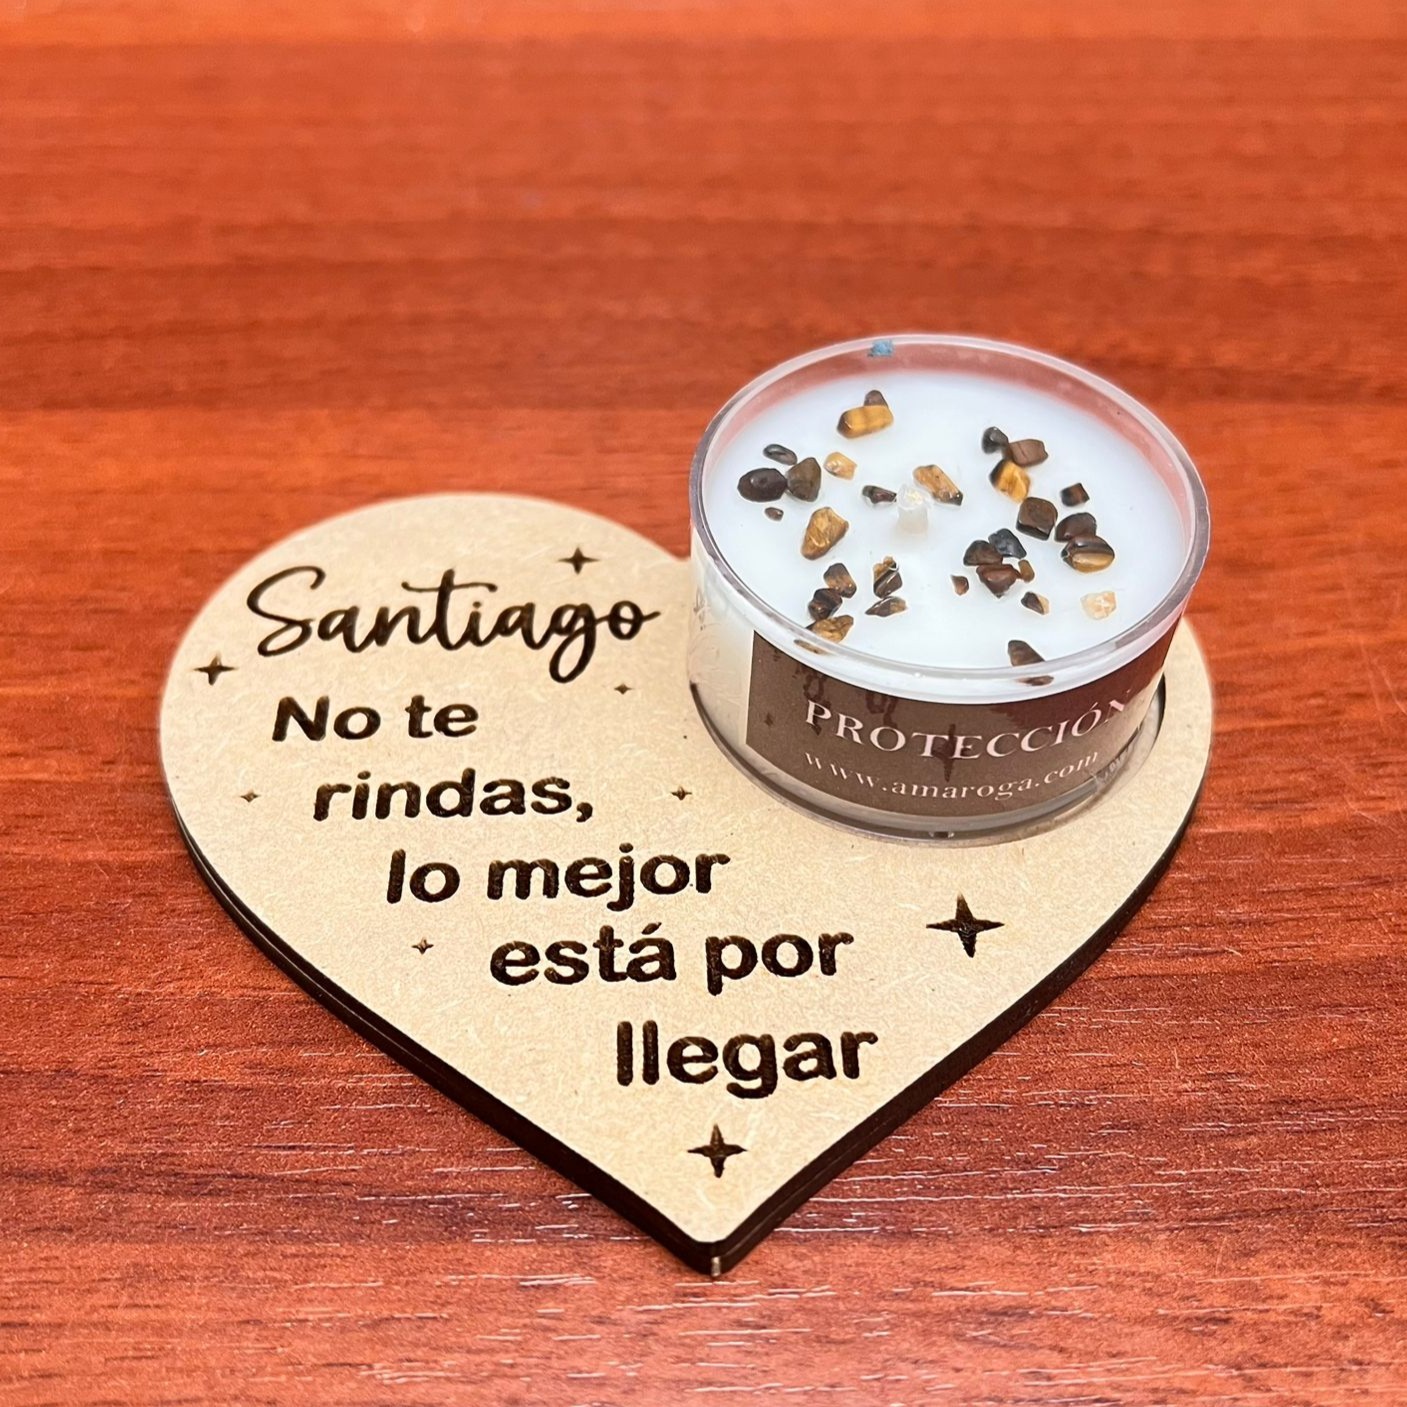 Santiago
No te
rindas,
lo mejor
está por
llegar
PROTECCIÓN
www.amaroga.com